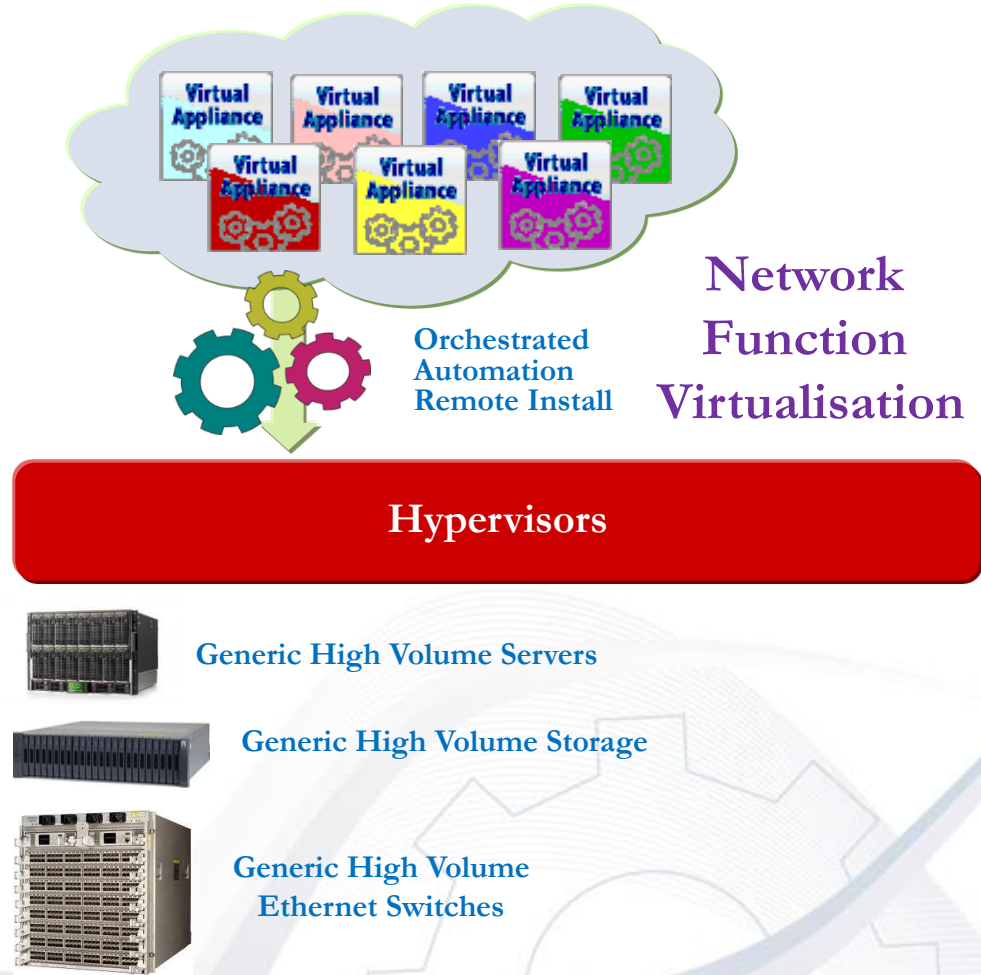 Virtual
Appliance
Virtual
Appliance
Virtual
Appliance
Virtual
Appliance
Virtual
Appliance
Virtual
Appliance
Virtual
Appliance
Orchestrated
Automation
Remote Install
Network
Function
Virtualisation
Hypervisors
Generic High Volume Servers
Generic High Volume Storage
Generic High Volume
Ethernet Switches